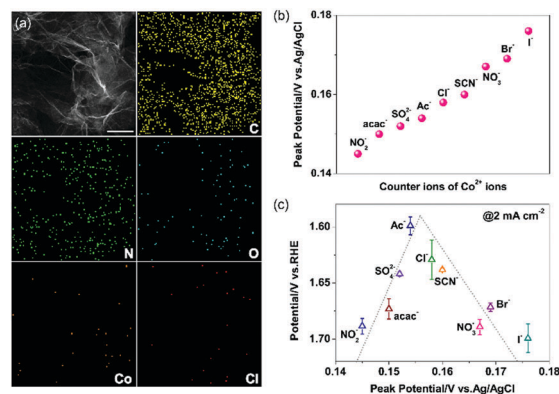 (a)
C
N
O
Co
Cl
(b)
Peak Potential/V vs.Ag/AgCl
0.18
0.16
0.14
NO₂⁻
acac⁻
SO₄²⁻
Ac⁻
Cl⁻
SCN⁻
NO₃⁻
Br⁻
I⁻
Counter ions of Co²⁺ ions
(c)
@2 mA cm⁻²
Potential/V vs.RHE
1.60
1.65
1.70
Ac⁻
Cl⁻
SO₄²⁻
SCN⁻
acac⁻
Br⁻
NO₂⁻
NO₃⁻
I⁻
0.14 0.15 0.16 0.17 0.18
Peak Potential/V vs.Ag/AgCl